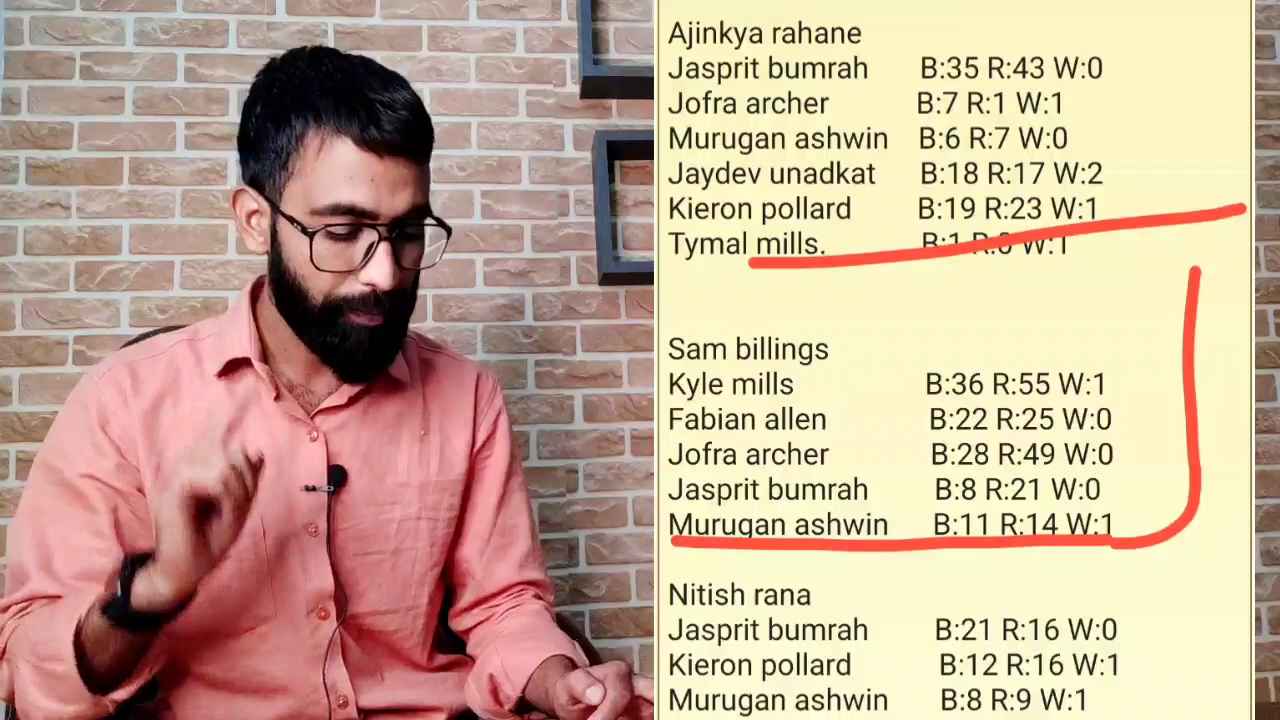 Ajinkya rahane
Jasprit bumrah B:35 R:43 W:0
Jofra archer B:7 R:1 W:1
Murugan ashwin B:6 R:7 W:0
Jaydev unadkat B:18 R:17 W:2
Kieron pollard B:19 R:23 W:1
Tymal mills. B:1 R:0 W:1
Sam billings
Kyle mills B:36 R:55 W:1
Fabian allen B:22 R:25 W:0
Jofra archer B:28 R:49 W:0
Jasprit bumrah B:8 R:21 W:0
Murugan ashwin B:11 R:14 W:1
Nitish rana
Jasprit bumrah B:21 R:16 W:0
Kieron pollard B:12 R:16 W:1
Murugan ashwin B:8 R:9 W:1